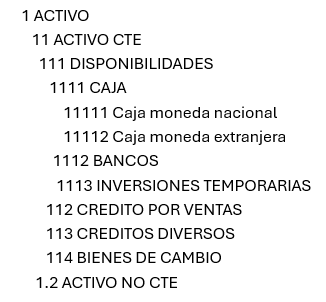 1 ACTIVO
11 ACTIVO CTE
111 DISPONIBILIDADES
1111 CAJA
11111 Caja moneda nacional
11112 Caja moneda extranjera
1112 BANCOS
1113 INVERSIONES TEMPORARIAS
112 CREDITO POR VENTAS
113 CREDITOS DIVERSOS
114 BIENES DE CAMBIO
1.2 ACTIVO NO CTE